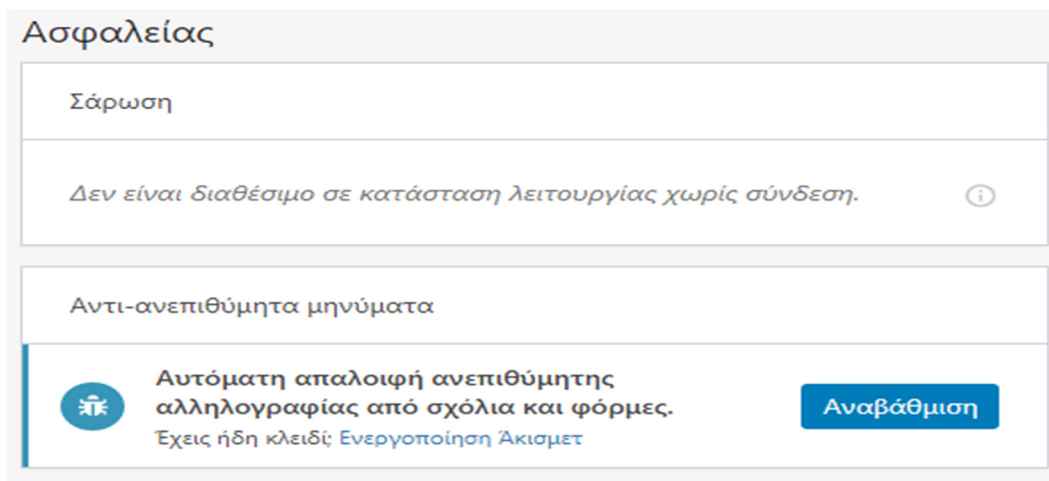 Ασφαλείας
Σάρωση
Δεν είναι διαθέσιμο σε κατάσταση λειτουργίας χωρίς σύνδεση.
Αντι-ανεπιθύμητα μηνύματα
Αυτόματη απαλοιφή ανεπιθύμητης
αλληλογραφίας από σχόλια και φόρμες.
Αναβάθμιση
Έχεις ήδη κλειδί; Ενεργοποίηση Άκισμετ